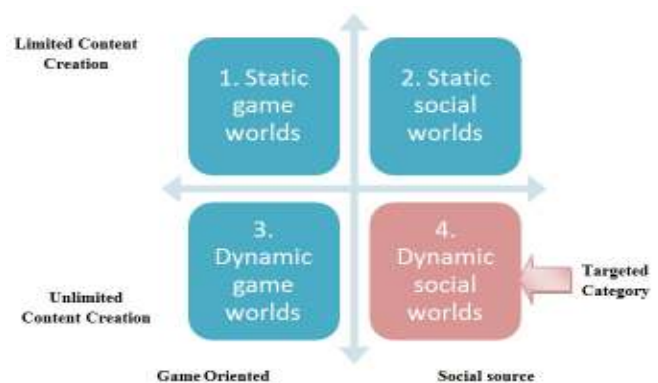 Limited Content
Creation
1. Static
game
worlds
2. Static
social
worlds
3.
Dynamic
game
worlds
4.
Dynamic
social
worlds
Targeted
Category
Unlimited
Content Creation
Game Oriented
Social source